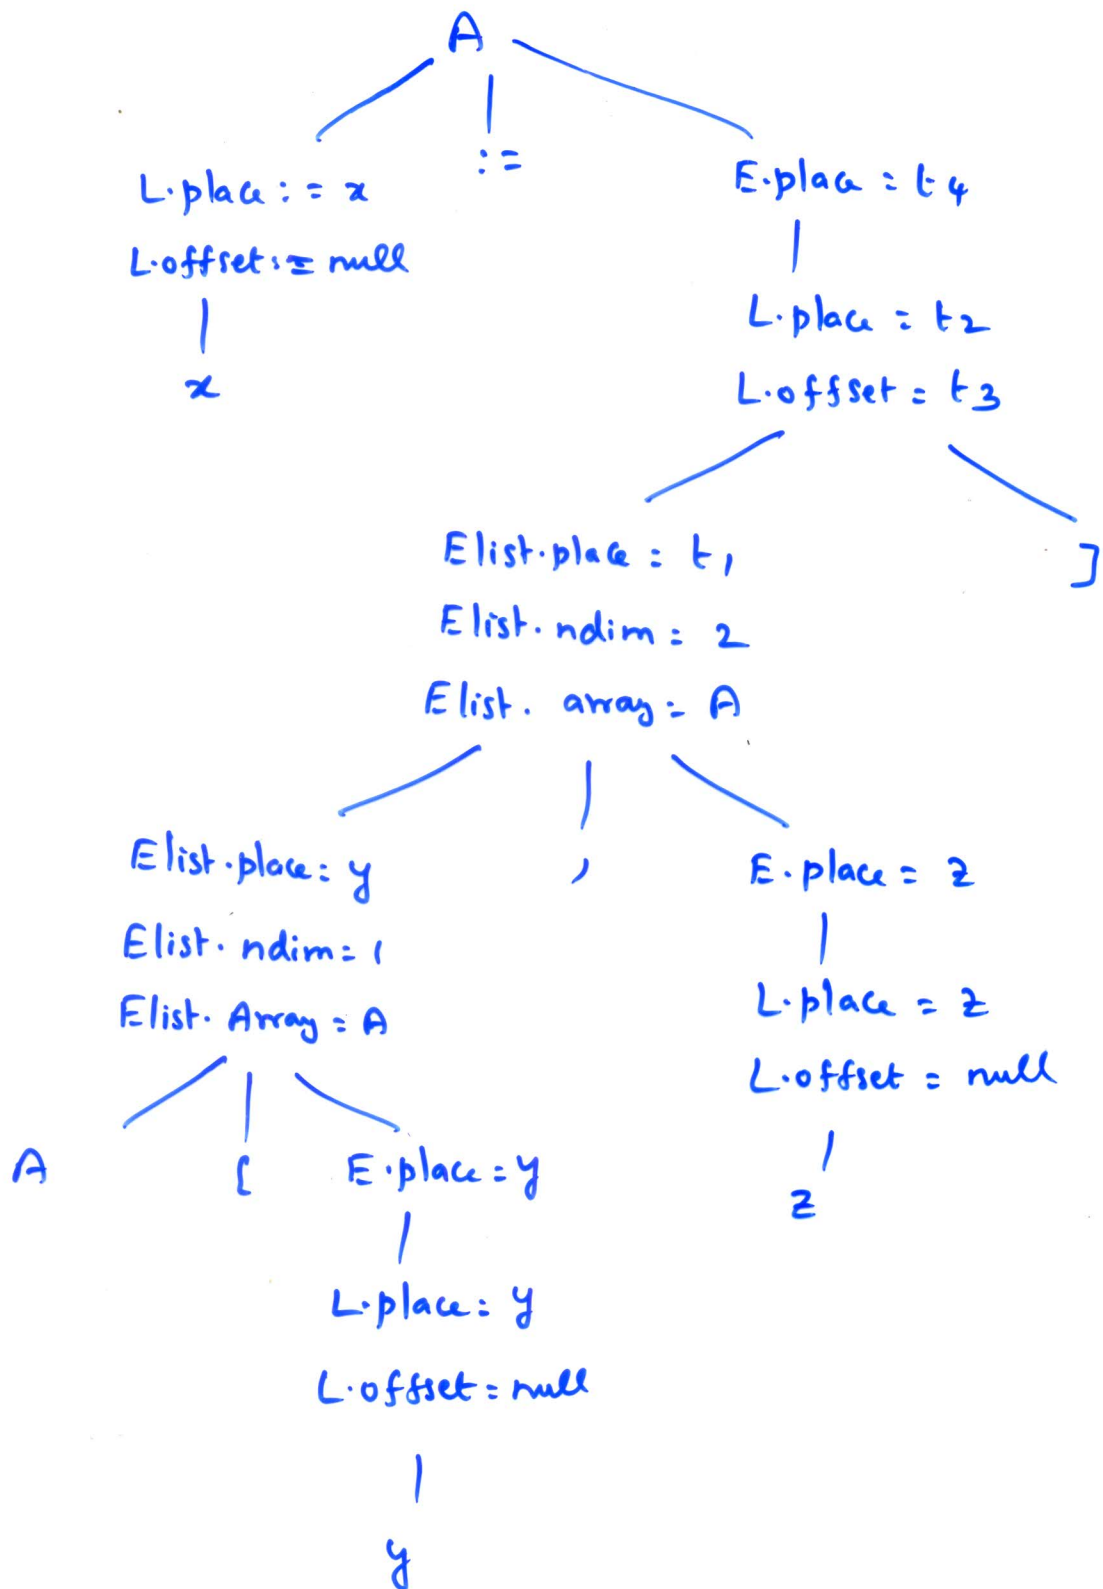 A
:=
L.place := x
E.place = t4
L.offset := null
L.place = t2
x
L.offset = t3
Elist.place = t1
]
Elist.ndim = 2
Elist. array = A
Elist.place = y
,
E.place = z
Elist.ndim = 1
L.place = z
Elist. Array = A
L.offset = null
A
[
E.place = y
z
L.place = y
L.offset = null
y